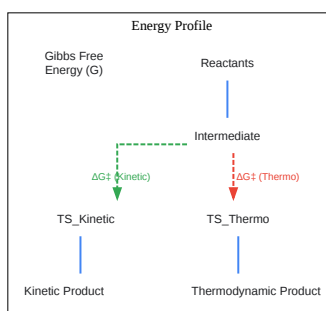 Energy Profile
Gibbs Free
Energy (G)
Reactants
Intermediate
ΔG‡ (Kinetic)
ΔG‡ (Thermo)
TS_Kinetic
TS_Thermo
Kinetic Product
Thermodynamic Product